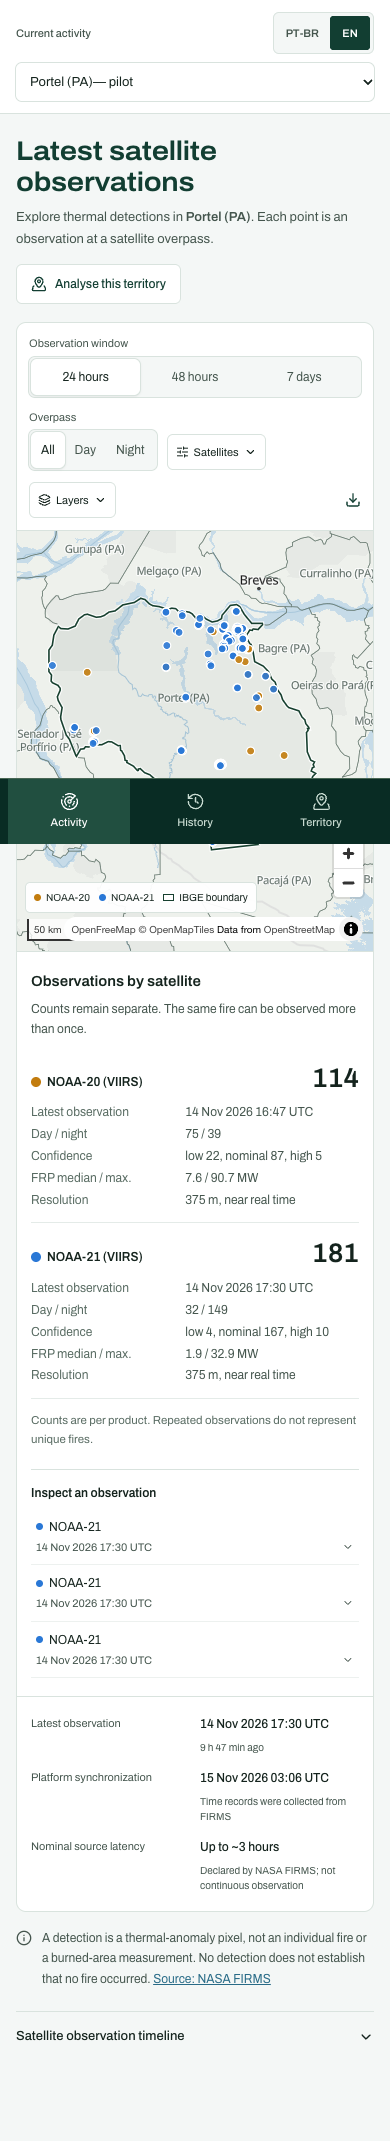 Current activity
PT-BR
EN
Portel (PA)— pilot
Latest satellite
observations
Explore thermal detections in Portel (PA). Each point is an
observation at a satellite overpass.
Analyse this territory
Observation window
24 hours
48 hours
7 days
Overpass
All
Day
Night
Satellites
Layers
Gurupá (PA)
Melgaço (PA)
Breves
Curralinho (PA)
Bagre (PA)
Oeiras do Pará (P
Portel (PA)
Senador José
Porfírio (PA)
Activity
History
Territory
Pacajá (PA)
NOAA-20
NOAA-21
IBGE boundary
50 km
OpenFreeMap © OpenMapTiles Data from OpenStreetMap
Observations by satellite
Counts remain separate. The same fire can be observed more
than once.
NOAA-20 (VIIRS)
114
Latest observation
14 Nov 2026 16:47 UTC
Day / night
75 / 39
Confidence
low 22, nominal 87, high 5
FRP median / max.
7.6 / 90.7 MW
Resolution
375 m, near real time
NOAA-21 (VIIRS)
181
Latest observation
14 Nov 2026 17:30 UTC
Day / night
32 / 149
Confidence
low 4, nominal 167, high 10
FRP median / max.
1.9 / 32.9 MW
Resolution
375 m, near real time
Counts are per product. Repeated observations do not represent
unique fires.
Inspect an observation
NOAA-21
14 Nov 2026 17:30 UTC
NOAA-21
14 Nov 2026 17:30 UTC
NOAA-21
14 Nov 2026 17:30 UTC
Latest observation
14 Nov 2026 17:30 UTC
9 h 47 min ago
Platform synchronization
15 Nov 2026 03:06 UTC
Time records were collected from
FIRMS
Nominal source latency
Up to ~3 hours
Declared by NASA FIRMS; not
continuous observation
A detection is a thermal-anomaly pixel, not an individual fire or
a burned-area measurement. No detection does not establish
that no fire occurred. Source: NASA FIRMS
Satellite observation timeline